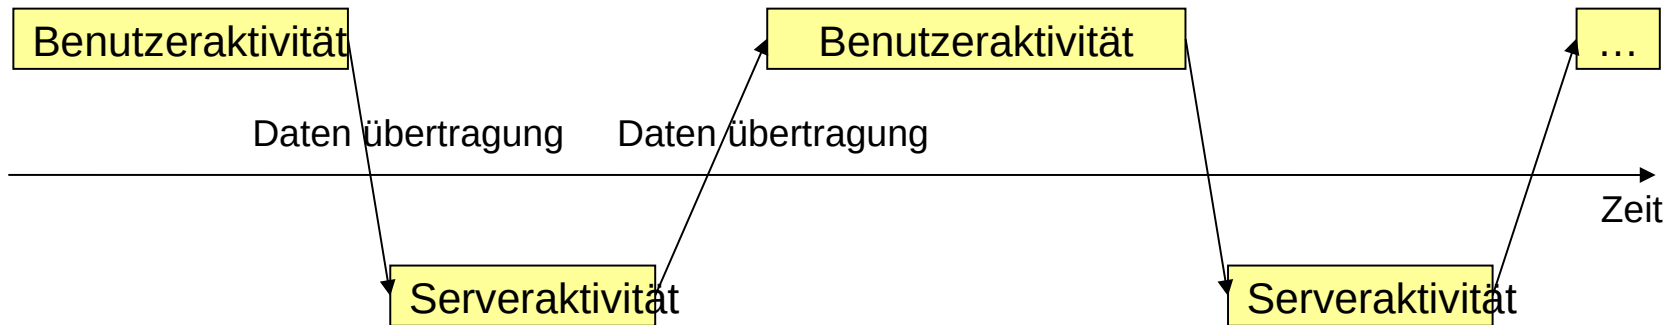 Benutzeraktivität
Benutzeraktivität
...
Daten übertragung
Daten übertragung
Zeit
Serveraktivität
Serveraktivität